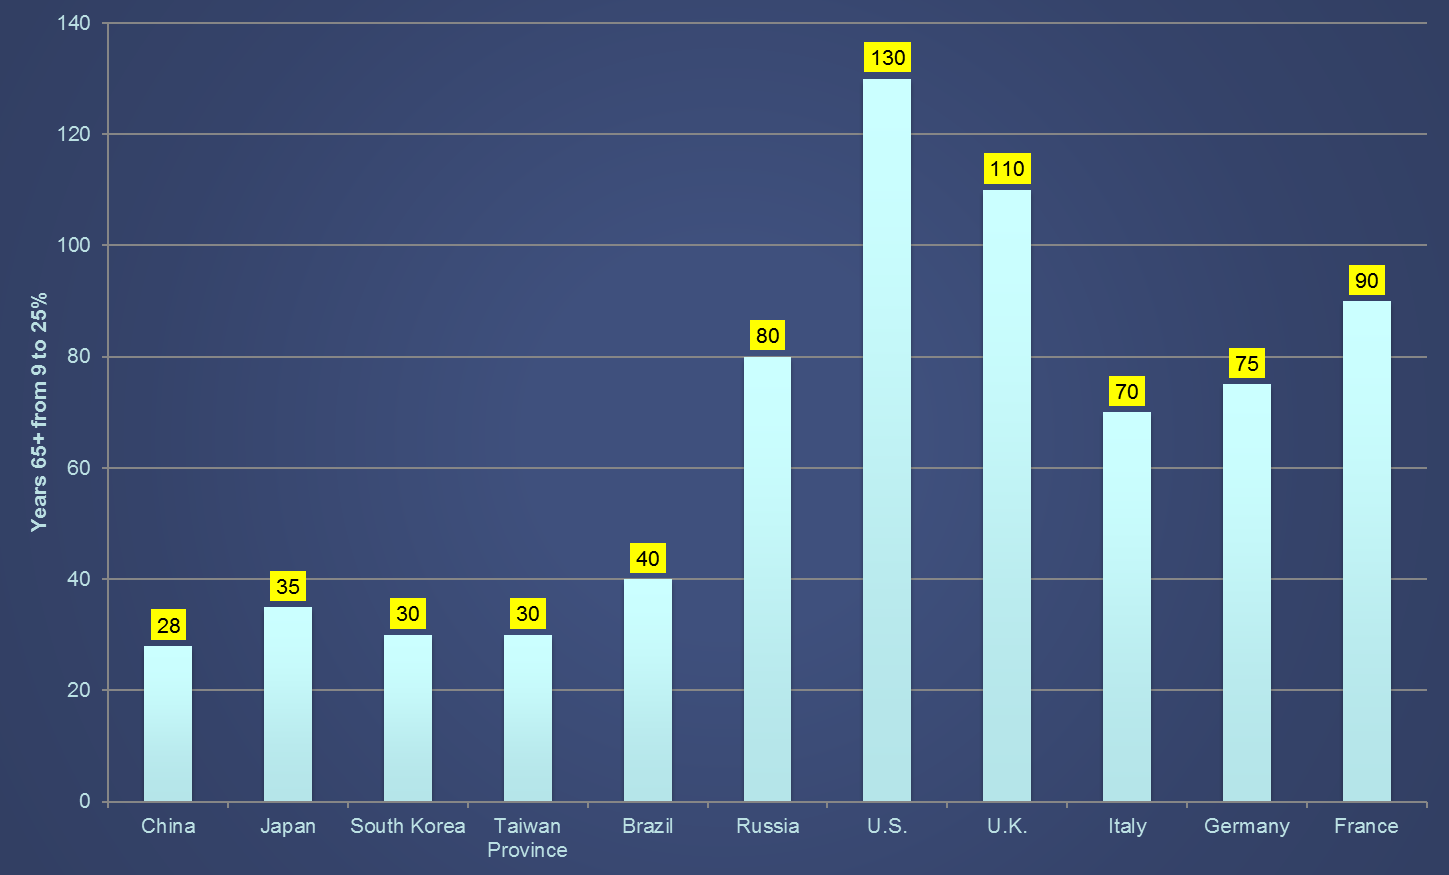 140
120
100
80
60
40
20
0
Years 65+ from 9 to 25%
28
35
30
30
40
80
130
110
70
75
90
China
Japan
South Korea
Taiwan
Province
Brazil
Russia
U.S.
U.K.
Italy
Germany
France